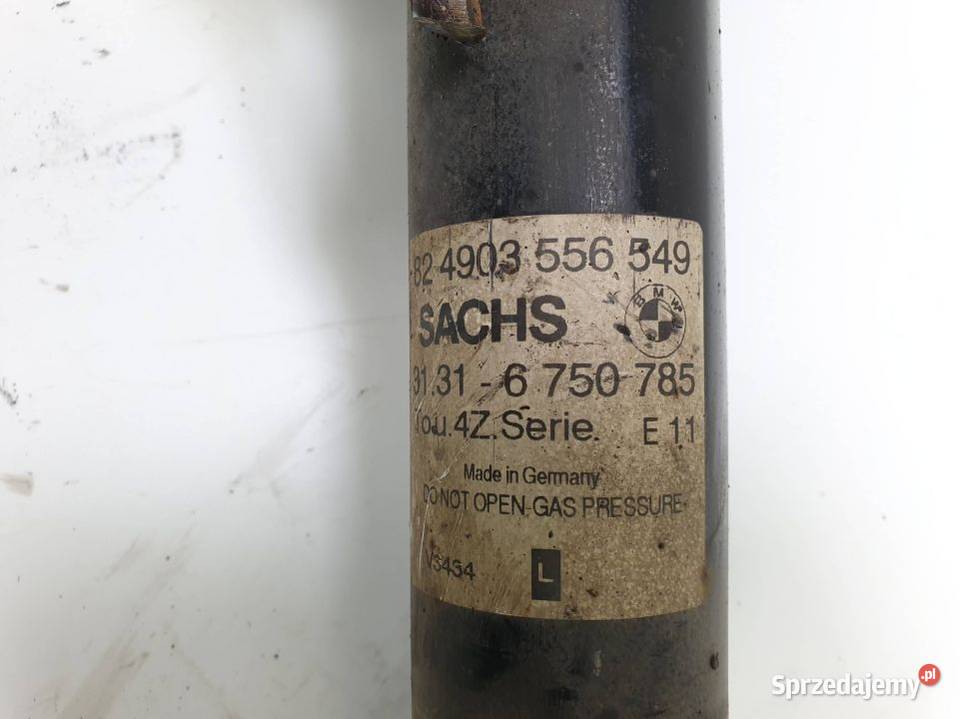 82 4903 556 549
SACHS
BMW
31.31 - 6 750 785
u.4Z.Serie. E 11
Made in Germany
DO NOT OPEN-GAS PRESSURE-
V3434
L
Sprzedajemy.pl